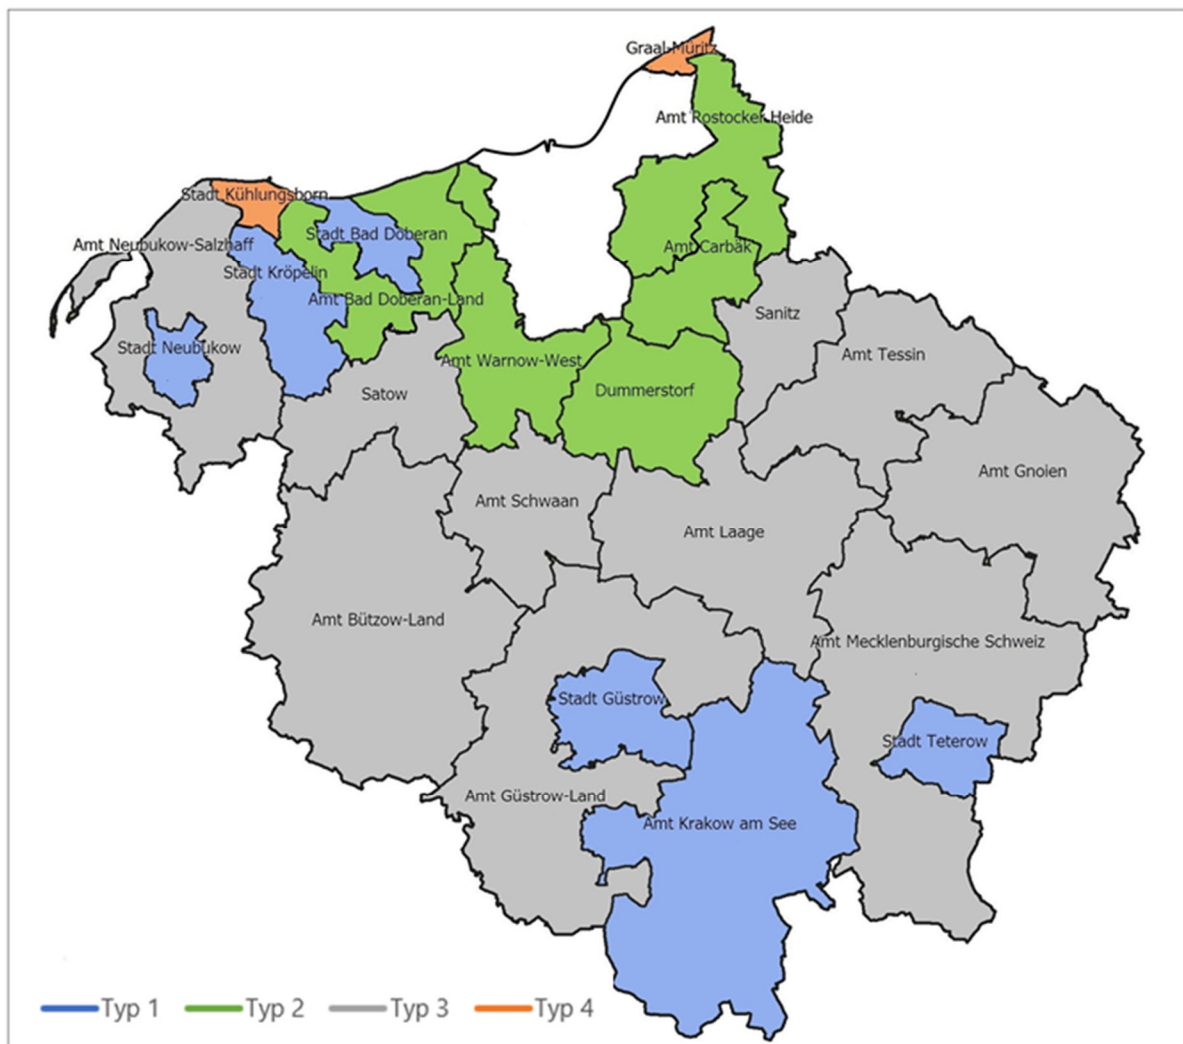 Graal-Müritz
Amt Rostocker Heide
Stadt Kühlungsborn
Stadt Bad Doberan
Amt Neubukow-Salzhaff
Amt Carbäk
Stadt Kröpelin
Amt Bad Doberan-Land
Sanitz
Stadt Neubukow
Amt Tessin
Amt Warnow-West
Satow
Dummerstorf
Amt Gnoien
Amt Schwaan
Amt Laage
Amt Bützow-Land
Amt Mecklenburgische Schweiz
Stadt Güstrow
Stadt Teterow
Amt Güstrow-Land
Amt Krakow am See
Typ 1 Typ 2 Typ 3 Typ 4